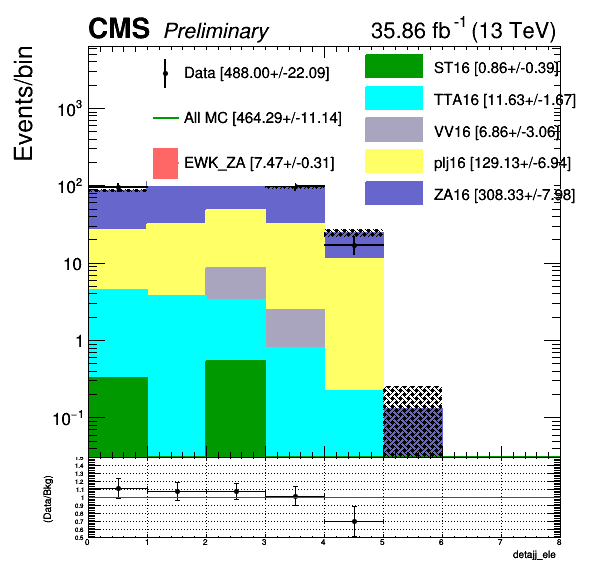 CMS Preliminary 35.86 fb⁻¹ (13 TeV)
Events/bin
Data [488.00+/-22.09]
All MC [464.29+/-11.14]
EWK_ZA [7.47+/-0.31]
ST16 [0.86+/-0.39]
TTA16 [11.63+/-1.67]
VV16 [6.86+/-3.06]
plj16 [129.13+/-6.94]
ZA16 [308.33+/-7.98]
10³
10²
10
1
10⁻¹
(Data/Bkg)
1.5
1.4
1.3
1.2
1.1
1
0.9
0.8
0.7
0.6
0.5
0 1 2 3 4 5 6 7 8
detajj_ele